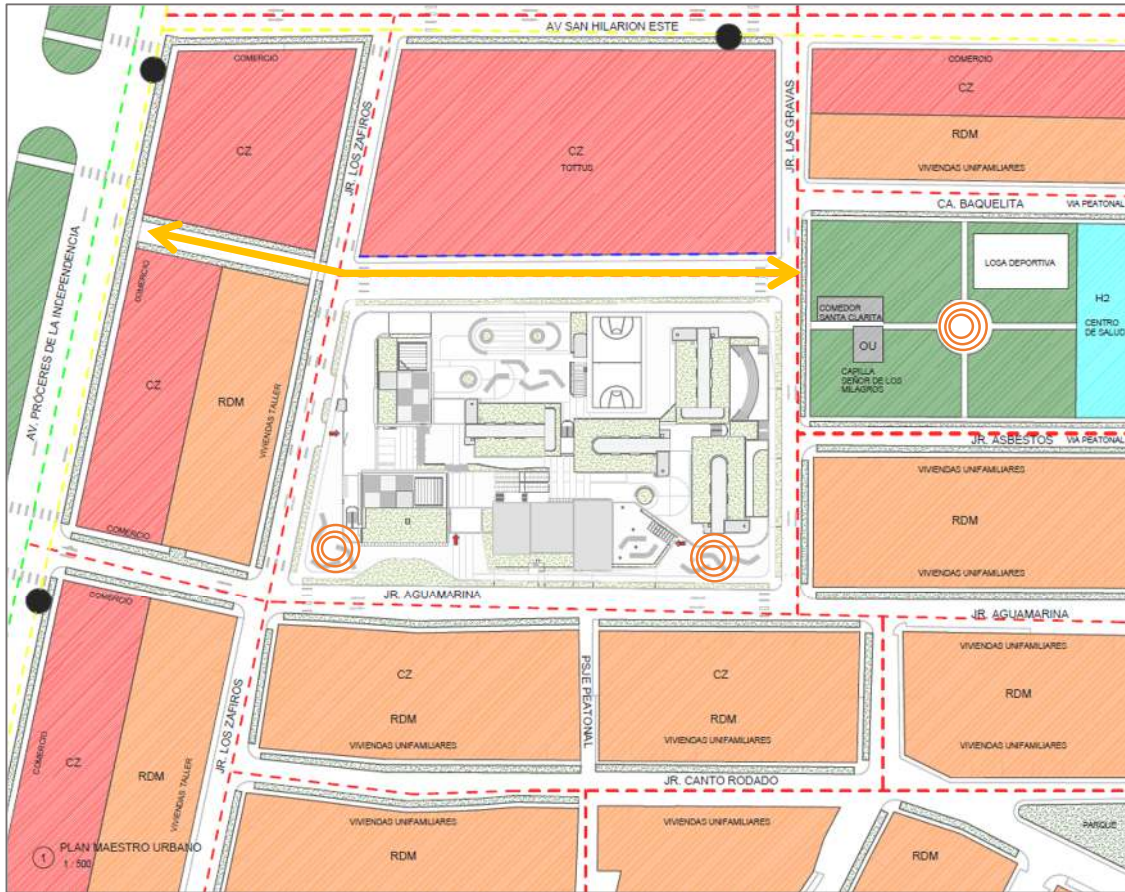 AV SAN HILARION ESTE
COMERCIO
CZ
JR. LOS ZAFIROS
CZ
TOTTUS
JR. LAS GRAVAS
COMERCIO
CZ
RDM
VIVIENDAS UNIFAMILIARES
CA. BAQUELITA
VIA PEATONAL
AV. PRÓCERES DE LA INDEPENDENCIA
COMERCIO
CZ
RDM
VIVIENDAS TALLER
COMERCIO
LOSA DEPORTIVA
COMEDOR
SANTA CLARITA
OU
CAPILLA
SEÑOR DE LOS
MILAGROS
H2
CENTRO
DE SALUD
JR. ASBESTOS
VIA PEATONAL
VIVIENDAS UNIFAMILIARES
RDM
VIVIENDAS UNIFAMILIARES
JR. AGUAMARINA
JR. AGUAMARINA
COMERCIO
COMERCIO
CZ
RDM
VIVIENDAS TALLER
JR. LOS ZAFIROS
CZ
RDM
VIVIENDAS UNIFAMILIARES
PSJE PEATONAL
CZ
RDM
VIVIENDAS UNIFAMILIARES
VIVIENDAS UNIFAMILIARES
RDM
VIVIENDAS UNIFAMILIARES
JR. CANTO RODADO
VIVIENDAS UNIFAMILIARES
RDM
VIVIENDAS UNIFAMILIARES
RDM
PARQUE
1 PLAN MAESTRO URBANO
1 : 500